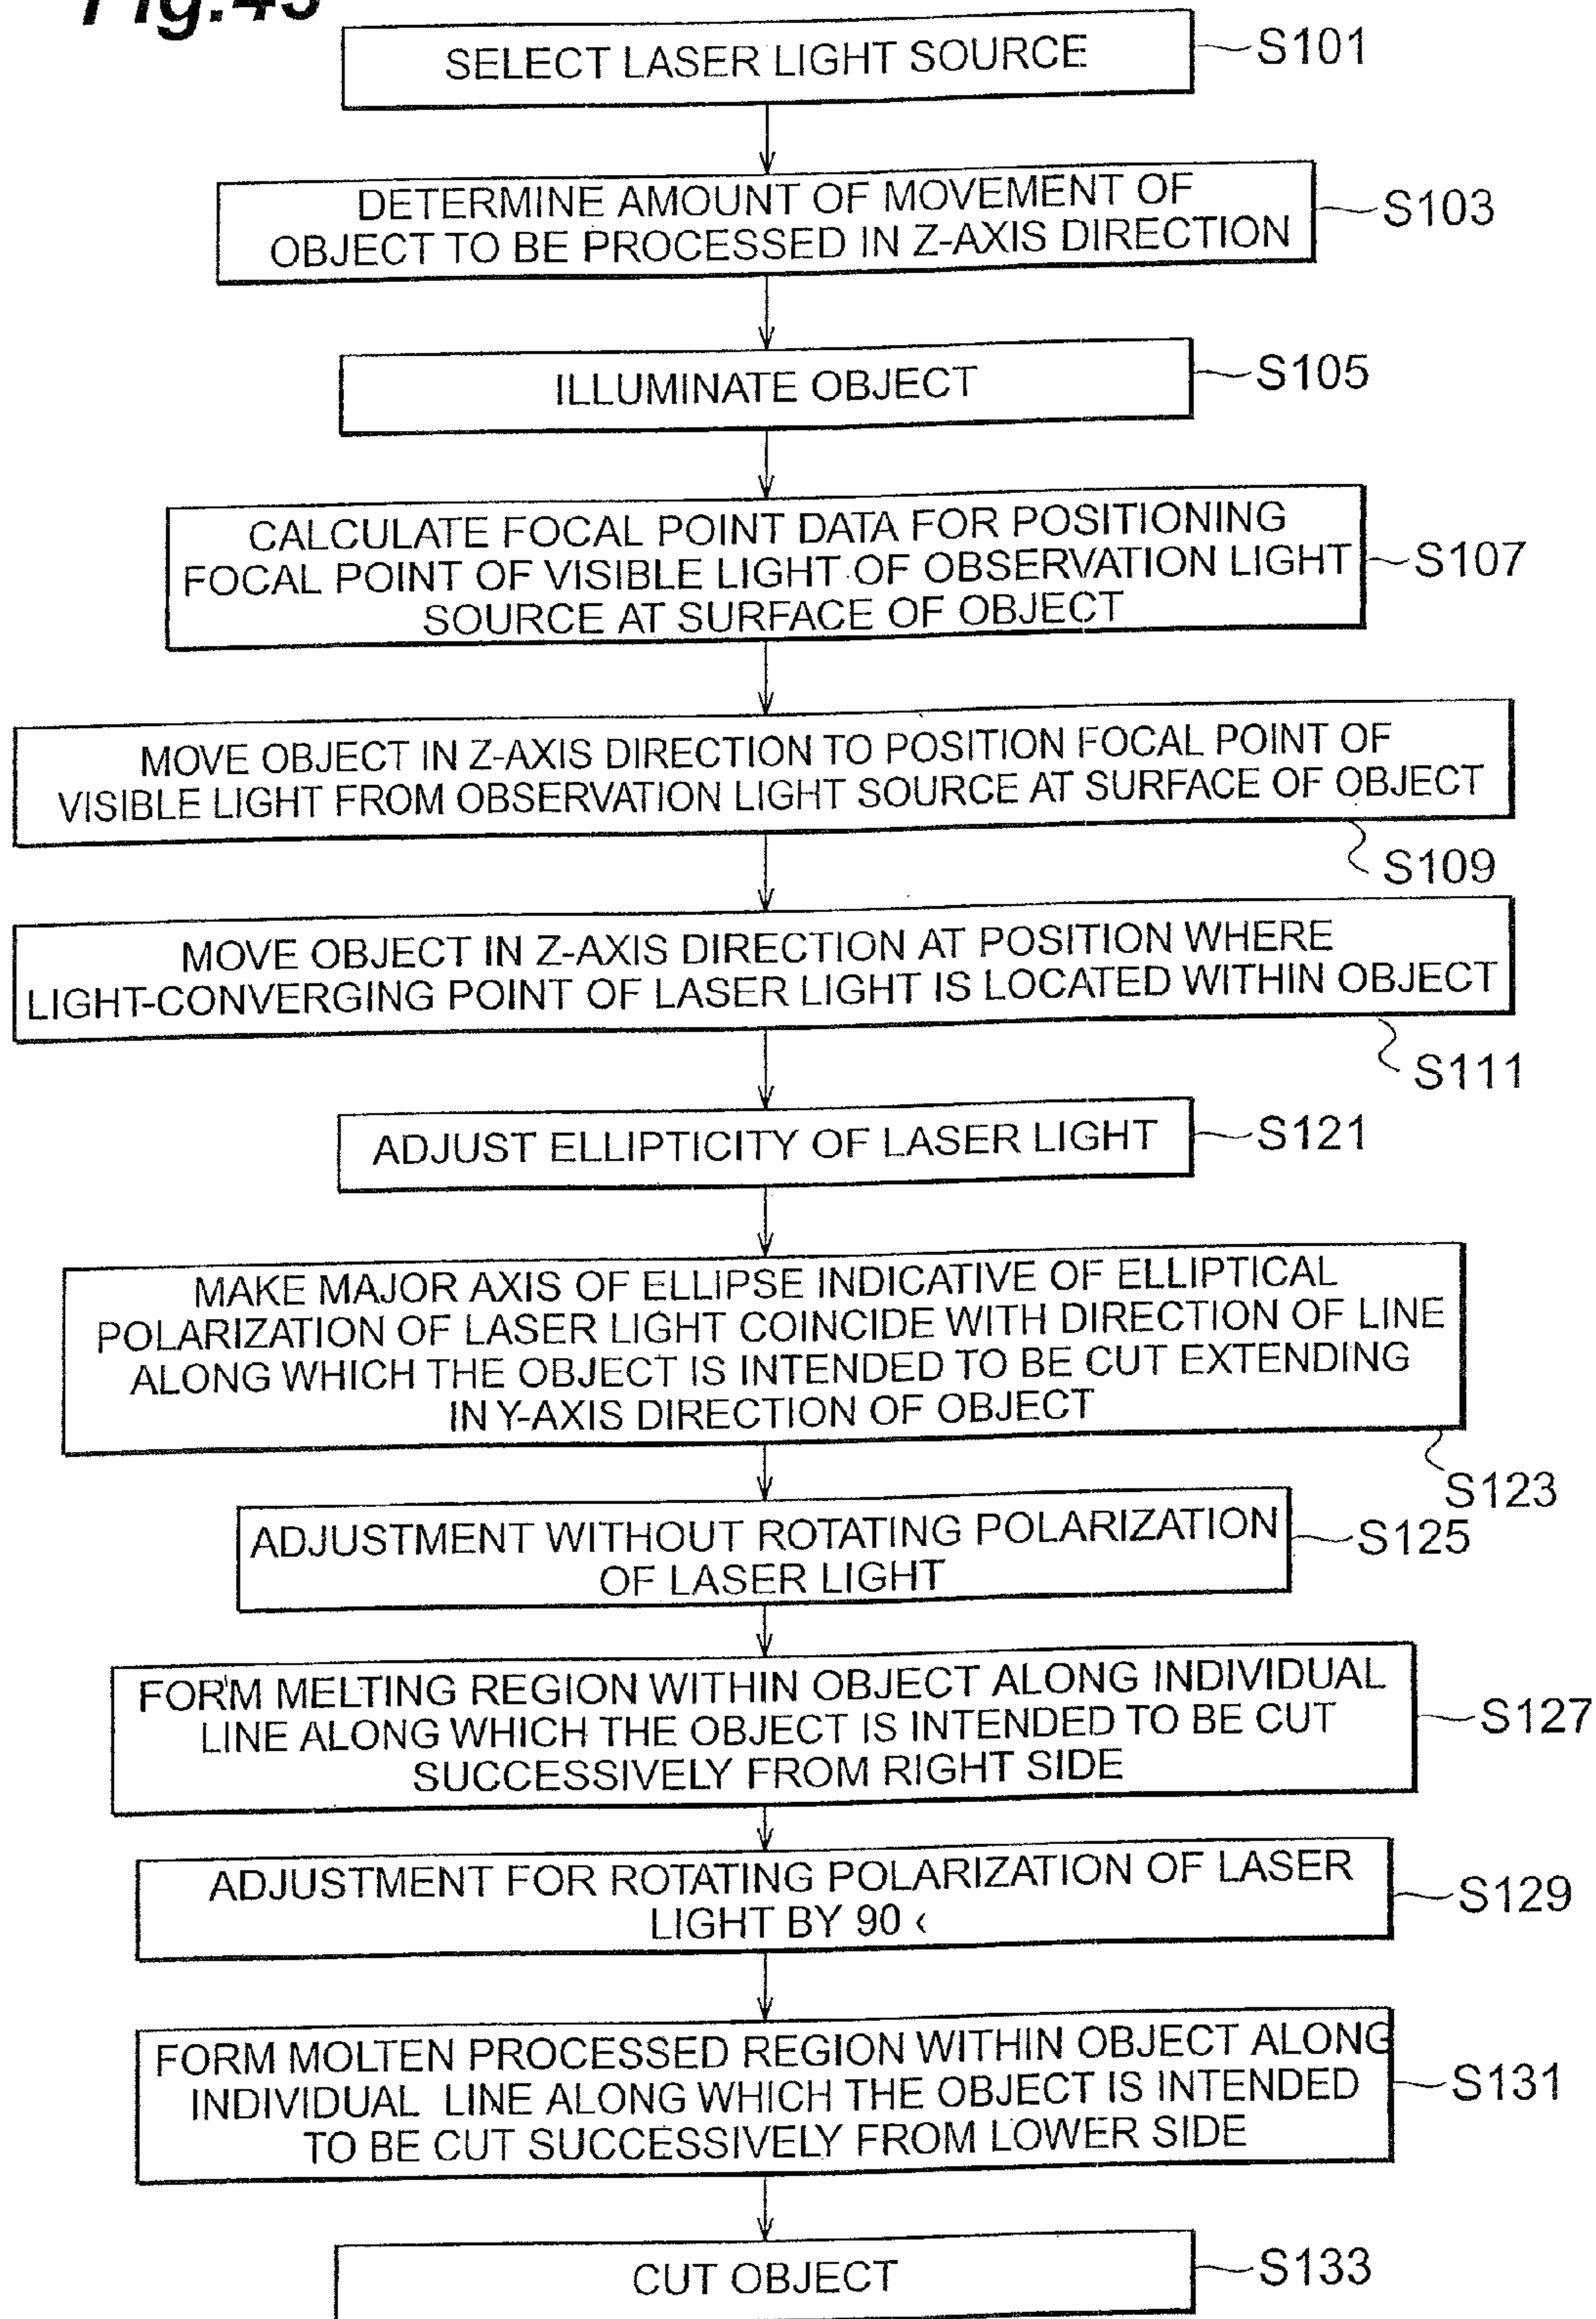 Fig.43
SELECT LASER LIGHT SOURCE
S101
DETERMINE AMOUNT OF MOVEMENT OF
OBJECT TO BE PROCESSED IN Z-AXIS DIRECTION
S103
ILLUMINATE OBJECT
S105
CALCULATE FOCAL POINT DATA FOR POSITIONING
FOCAL POINT OF VISIBLE LIGHT OF OBSERVATION LIGHT
SOURCE AT SURFACE OF OBJECT
S107
MOVE OBJECT IN Z-AXIS DIRECTION TO POSITION FOCAL POINT OF
VISIBLE LIGHT FROM OBSERVATION LIGHT SOURCE AT SURFACE OF OBJECT
S109
MOVE OBJECT IN Z-AXIS DIRECTION AT POSITION WHERE
LIGHT-CONVERGING POINT OF LASER LIGHT IS LOCATED WITHIN OBJECT
S111
ADJUST ELLIPTICITY OF LASER LIGHT
S121
MAKE MAJOR AXIS OF ELLIPSE INDICATIVE OF ELLIPTICAL
POLARIZATION OF LASER LIGHT COINCIDE WITH DIRECTION OF LINE
ALONG WHICH THE OBJECT IS INTENDED TO BE CUT EXTENDING
IN Y-AXIS DIRECTION OF OBJECT
S123
ADJUSTMENT WITHOUT ROTATING POLARIZATION
OF LASER LIGHT
S125
FORM MELTING REGION WITHIN OBJECT ALONG INDIVIDUAL
LINE ALONG WHICH THE OBJECT IS INTENDED TO BE CUT
SUCCESSIVELY FROM RIGHT SIDE
S127
ADJUSTMENT FOR ROTATING POLARIZATION OF LASER
LIGHT BY 90 ‹
S129
FORM MOLTEN PROCESSED REGION WITHIN OBJECT ALONG
INDIVIDUAL LINE ALONG WHICH THE OBJECT IS INTENDED
TO BE CUT SUCCESSIVELY FROM LOWER SIDE
S131
CUT OBJECT
S133